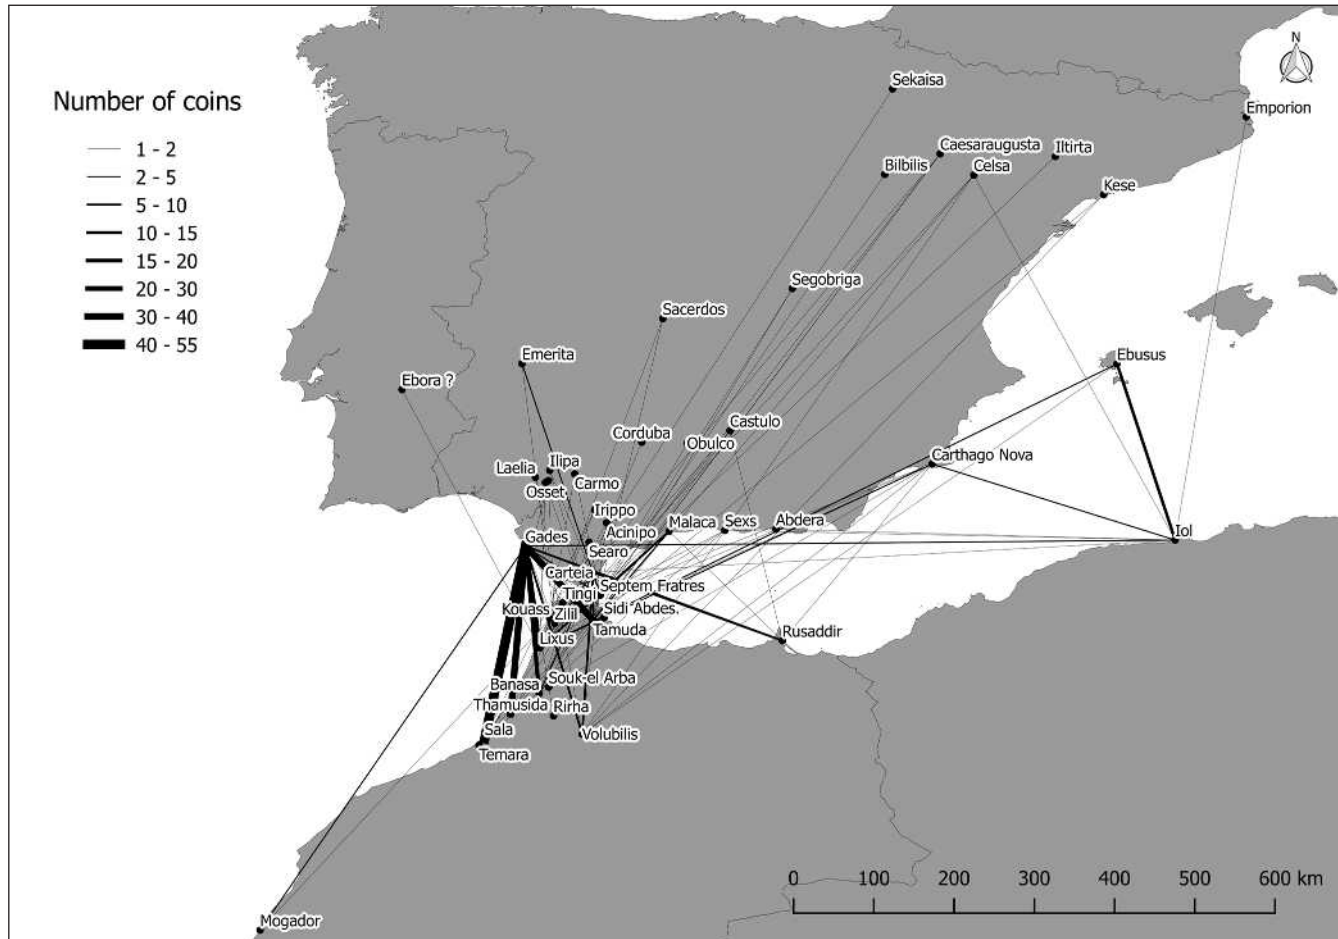 N
Sekaisa
Number of coins
Emporion
1 - 2
Caesaraugusta
Iltirta
Bilbilis
Celsa
2 - 5
Kese
5 - 10
10 - 15
15 - 20
20 - 30
Segobriga
30 - 40
Sacerdos
40 - 55
Emerita
Ebusus
Ebora ?
Castulo
Corduba
Obulco
Carthago Nova
Laelia
Ilipa
Carmo
Osset
Irippo
Acinipo
Malaca
Sexs
Abdera
Gades
Searo
Iol
Carteia
Septem Fratres
Tingi
Kouass
Zilil
Sidi Abdes.
Tamuda
Rusaddir
Lixus
Souk-el Arba
Banasa
Thamusida
Rirha
Sala
Volubilis
Temara
0 100 200 300 400 500 600 km
Mogador